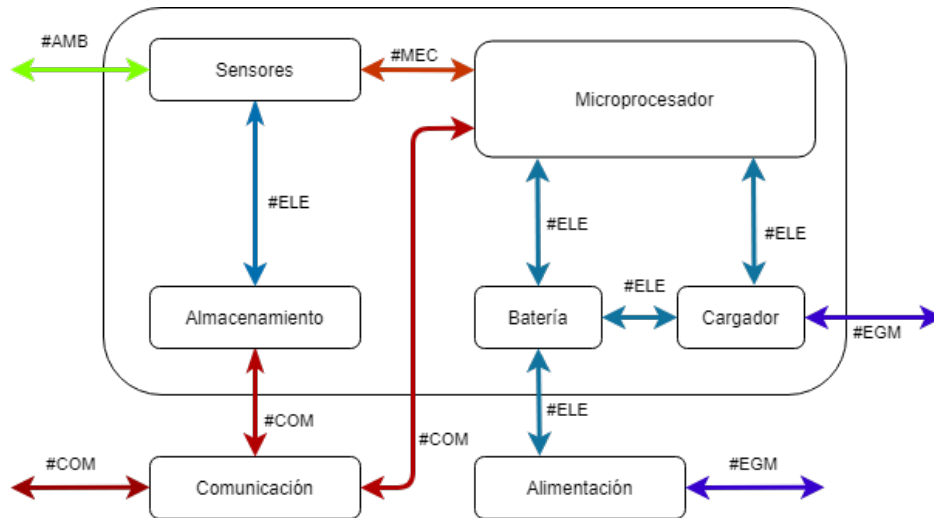 #AMB
Sensores
#MEC
Microprocesador
#ELE
#ELE
#ELE
#ELE
Almacenamiento
Batería
Cargador
#EGM
#COM
#ELE
#COM
#COM
Comunicación
Alimentación
#EGM